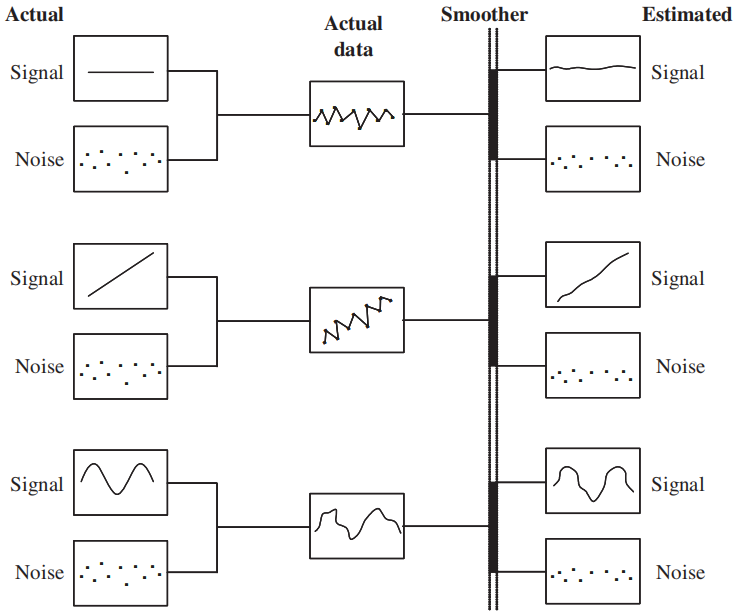 Actual
Actual
data
Smoother
Estimated
Signal
Signal
Noise
Noise
Signal
Signal
Noise
Noise
Signal
Signal
Noise
Noise